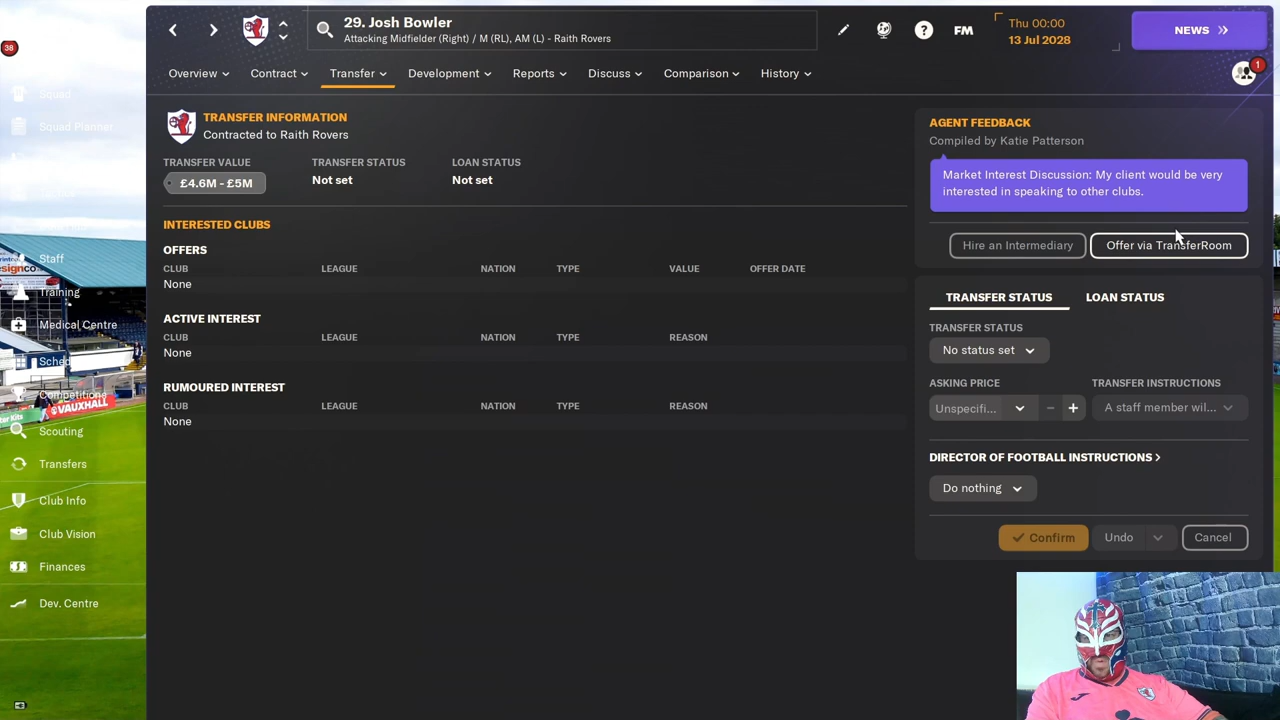 29. Josh Bowler
Attacking Midfielder (Right) / M (RL), AM (L) - Raith Rovers
FM
Thu 00:00
13 Jul 2028
NEWS
38
Overview
Contract
Transfer
Development
Reports
Discuss
Comparison
History
1
Squad
Squad Planner
Staff
Training
Medical Centre
Sched
Competitions
Scouting
Transfers
Club Info
Club Vision
Finances
Dev. Centre
VAUXHALL
TRANSFER INFORMATION
Contracted to Raith Rovers
TRANSFER VALUE
TRANSFER STATUS
LOAN STATUS
£4.6M - £5M
Not set
Not set
INTERESTED CLUBS
OFFERS
CLUB LEAGUE NATION TYPE VALUE OFFER DATE
None
ACTIVE INTEREST
CLUB LEAGUE NATION TYPE REASON
None
RUMOURED INTEREST
CLUB LEAGUE NATION TYPE REASON
None
AGENT FEEDBACK
Compiled by Katie Patterson
Market Interest Discussion: My client would be very
interested in speaking to other clubs.
Hire an Intermediary
Offer via TransferRoom
TRANSFER STATUS
LOAN STATUS
TRANSFER STATUS
No status set
ASKING PRICE
TRANSFER INSTRUCTIONS
Unspecifi...
A staff member wil...
DIRECTOR OF FOOTBALL INSTRUCTIONS >
Do nothing
Confirm
Undo
Cancel